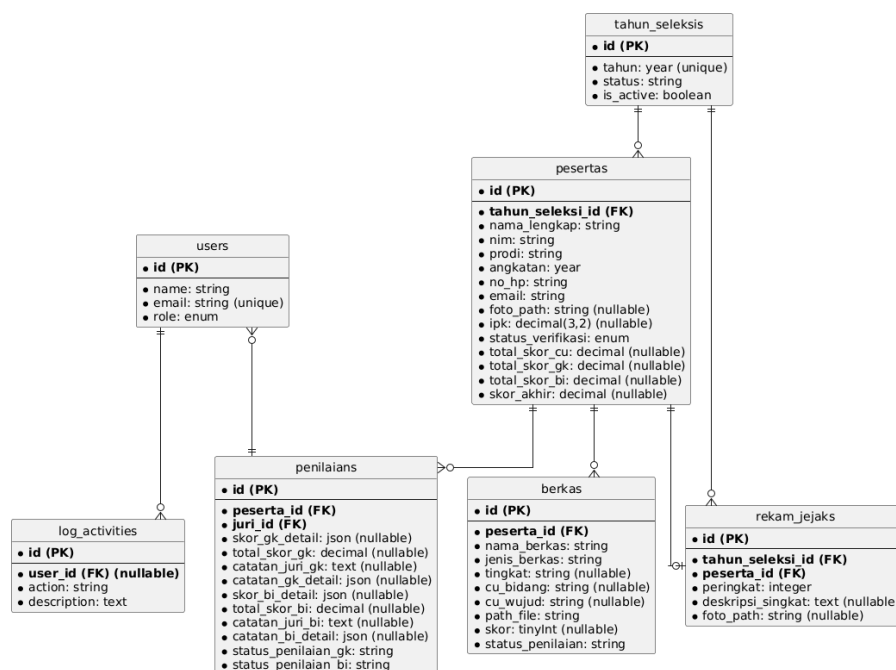 tahun_seleksis
id (PK)
tahun: year (unique)
status: string
is_active: boolean
pesertas
id (PK)
tahun_seleksi_id (FK)
nama_lengkap: string
nim: string
prodi: string
angkatan: year
no_hp: string
email: string
foto_path: string (nullable)
ipk: decimal(3,2) (nullable)
status_verifikasi: enum
total_skor_cu: decimal (nullable)
total_skor_gk: decimal (nullable)
total_skor_bi: decimal (nullable)
skor_akhir: decimal (nullable)
users
id (PK)
name: string
email: string (unique)
role: enum
penilaians
id (PK)
peserta_id (FK)
juri_id (FK)
skor_gk_detail: json (nullable)
total_skor_gk: decimal (nullable)
catatan_juri_gk: text (nullable)
catatan_gk_detail: json (nullable)
skor_bi_detail: json (nullable)
total_skor_bi: decimal (nullable)
catatan_juri_bi: text (nullable)
catatan_bi_detail: json (nullable)
status_penilaian_gk: string
status_penilaian_bi: string
berkas
id (PK)
peserta_id (FK)
nama_berkas: string
jenis_berkas: string
tingkat: string (nullable)
cu_bidang: string (nullable)
cu_wujud: string (nullable)
path_file: string
skor: tinyInt (nullable)
status_penilaian: string
rekam_jejaks
id (PK)
tahun_seleksi_id (FK)
peserta_id (FK)
peringkat: integer
deskripsi_singkat: text (nullable
foto_path: string (nullable)
log_activities
id (PK)
user_id (FK) (nullable)
action: string
description: text